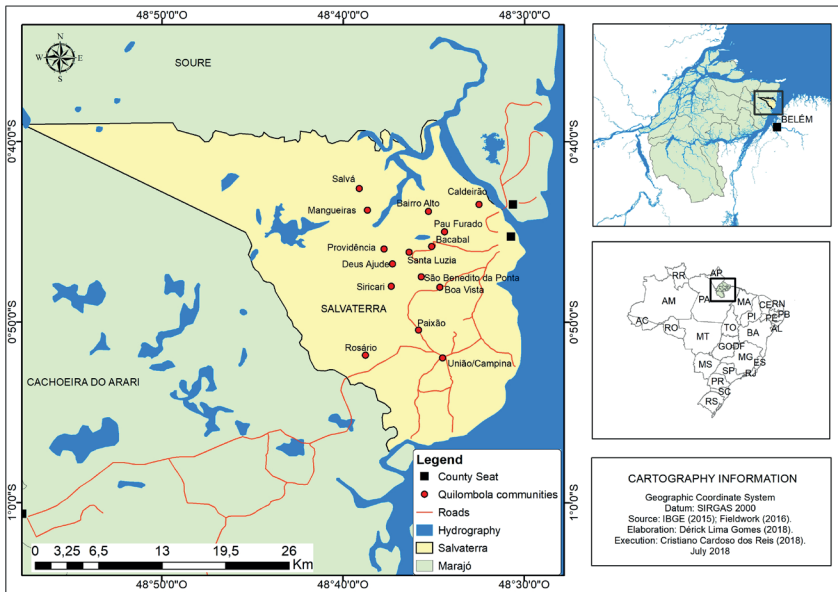 48°50'0"S
48°40'0"S
48°30'0"S
0°40'0"S
0°50'0"S
1°0'0"S
N
SOURE
Salvá
Mangueiras
Bairro Alto
Caldeirão
Pau Furado
Bacabal
Providência
Santa Luzia
Deus Ajude
São Benedito da Ponta
Siricari
Boa Vista
SALVATERRA
Paixão
Rosário
União/Campina
CACHOEIRA DO ARARI
Legend
County Seat
Quilombola communities
Roads
Hydrography
Salvaterra
Marajó
0 3,25 6,5 13 19,5 26
Km
48°50'0"S
48°40'0"S
48°30'0"S
0°40'0"S
0°50'0"S
1°0'0"S
BELÉM
RR
AP
AM
PA
MA
CE
RN
PB
PE
PI
AL
AC
RO
TO
BA
MT
GO
DF
MG
ES
MS
SP
RJ
PR
SC
RS
CARTOGRAPHY INFORMATION
Geographic Coordinate System
Datum: SIRGAS 2000
Source: IBGE (2015); Fieldwork (2016).
Elaboration: Dérick Lima Gomes (2018).
Execution: Cristiano Cardoso dos Reis (2018).
July 2018